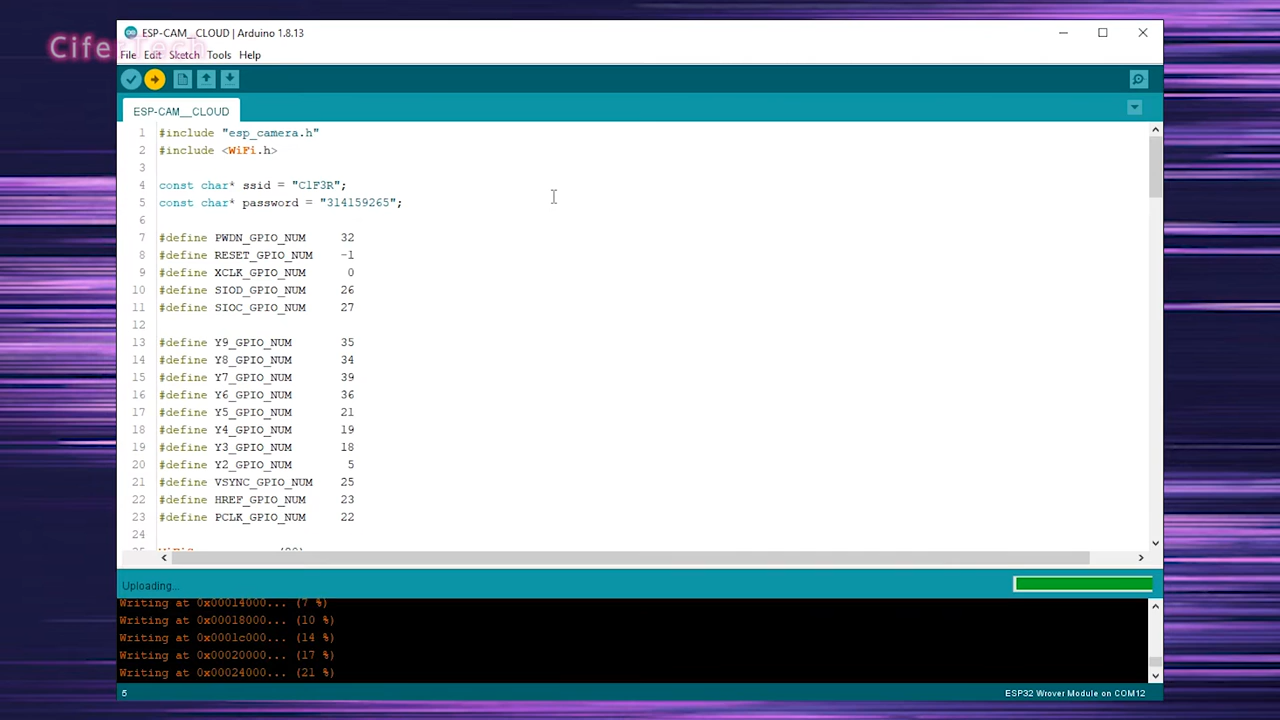 CiferTech
ESP-CAM__CLOUD | Arduino 1.8.13
File Edit Sketch Tools Help
ESP-CAM__CLOUD
1 #include "esp_camera.h"
2 #include <WiFi.h>
3
4 const char* ssid = "C1F3R";
5 const char* password = "314159265";
6
7 #define PWDN_GPIO_NUM 32
8 #define RESET_GPIO_NUM -1
9 #define XCLK_GPIO_NUM 0
10 #define SIOD_GPIO_NUM 26
11 #define SIOC_GPIO_NUM 27
12
13 #define Y9_GPIO_NUM 35
14 #define Y8_GPIO_NUM 34
15 #define Y7_GPIO_NUM 39
16 #define Y6_GPIO_NUM 36
17 #define Y5_GPIO_NUM 21
18 #define Y4_GPIO_NUM 19
19 #define Y3_GPIO_NUM 18
20 #define Y2_GPIO_NUM 5
21 #define VSYNC_GPIO_NUM 25
22 #define HREF_GPIO_NUM 23
23 #define PCLK_GPIO_NUM 22
24
Uploading...
Writing at 0x00014000... (7 %)
Writing at 0x00018000... (10 %)
Writing at 0x0001c000... (14 %)
Writing at 0x00020000... (17 %)
Writing at 0x00024000... (21 %)
5 ESP32 Wrover Module on COM12